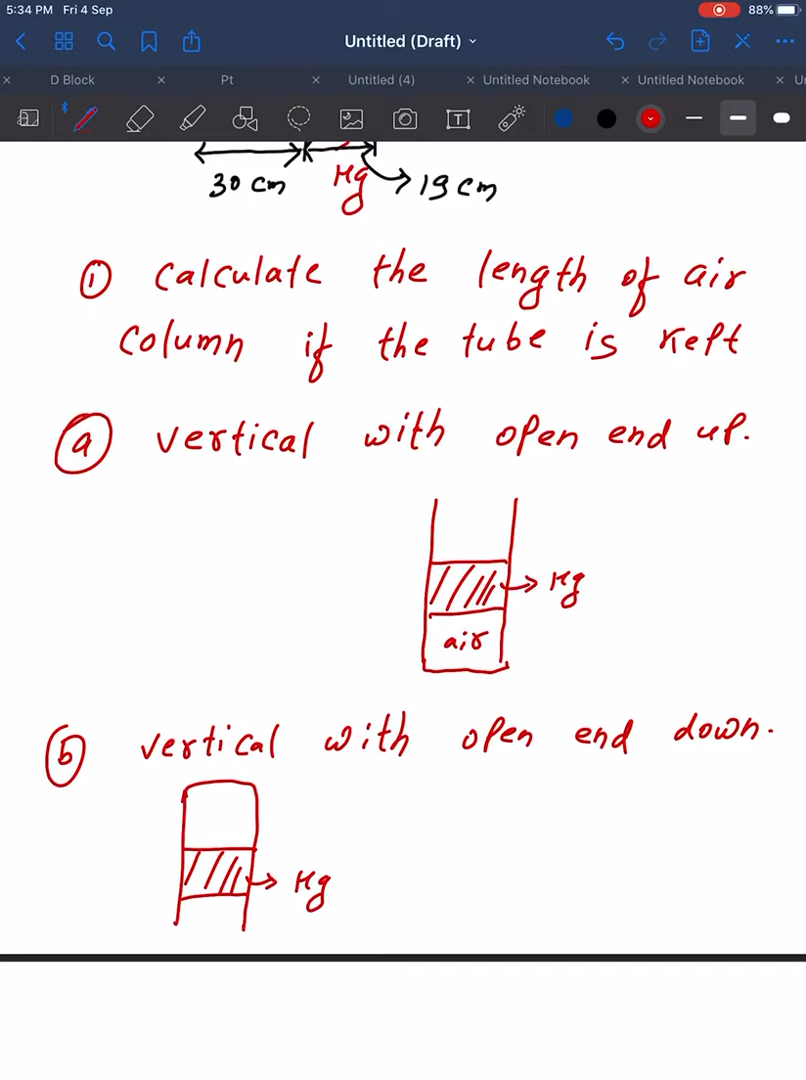 5:34 PM Fri 4 Sep
88%
Untitled (Draft)
D Block
Pt
Untitled (4)
Untitled Notebook
Untitled Notebook
T
30 cm
Hg
19 cm
① Calculate the length of air
column if the tube is kept
ⓐ vertical with open end up.
Hg
air
ⓑ vertical with open end down.
Hg